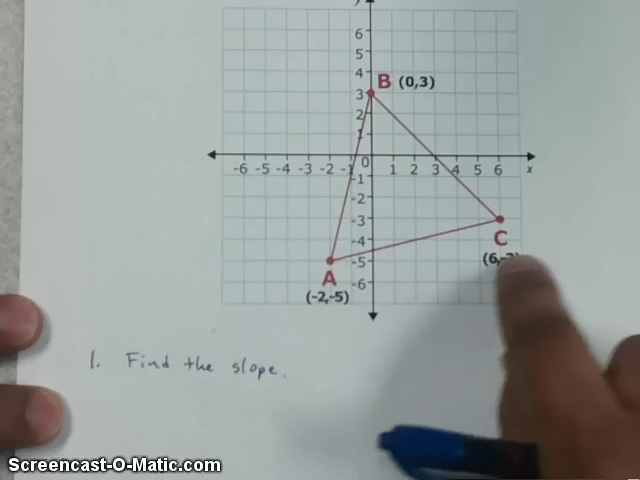 y
6
5
4
3
2
1
B (0,3)
-6 -5 -4 -3 -2 -1 0 1 2 3 4 5 6 x
-1
-2
-3
-4
-5
-6
C
A
(-2,-5)
1. Find the slope.
Screencast-O-Matic.com